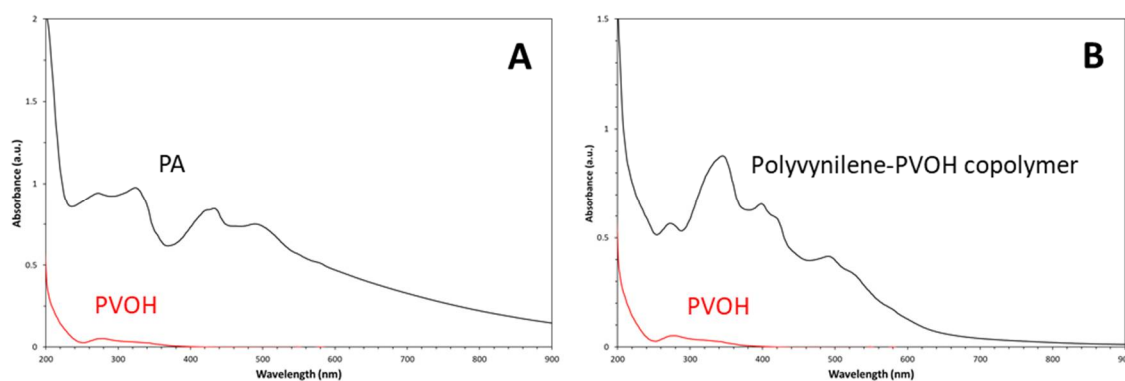 2
1.5
1
0.5
0
200 300 400 500 600 700 800 900
Absorbance (a.u.)
Wavelength (nm)
A
PA
PVOH
1.5
1
0.5
0
200 300 400 500 600 700 800 900
Absorbance (a.u.)
Wavelength (nm)
B
Polyvynilene-PVOH copolymer
PVOH